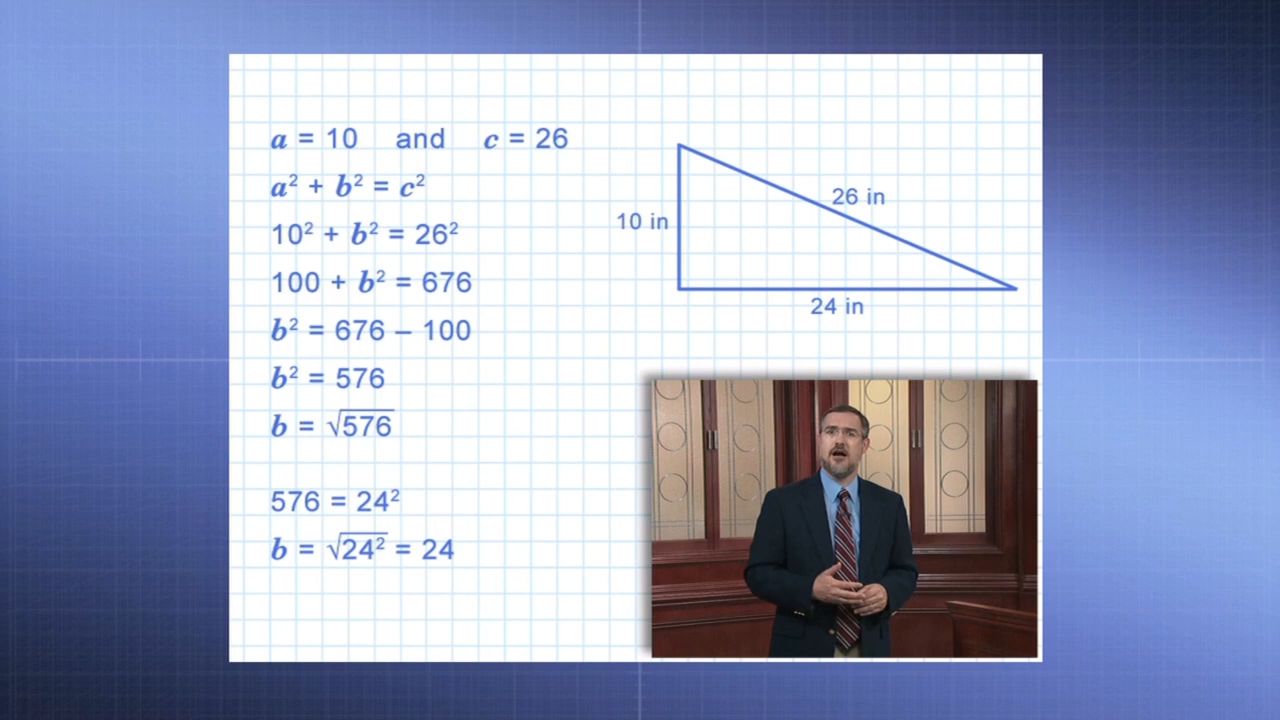 a = 10 and c = 26
a² + b² = c²
10² + b² = 26²
100 + b² = 676
b² = 676 – 100
b² = 576
b = √576
576 = 24²
b = √24² = 24
26 in
10 in
24 in